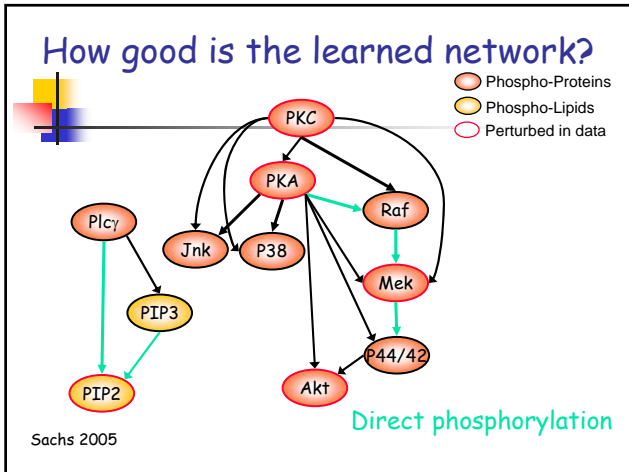 How good is the learned network?
Phospho-Proteins
Phospho-Lipids
Perturbed in data
PKC
PKA
Raf
Plcγ
Jnk
P38
Mek
PIP3
P44/42
Akt
PIP2
Direct phosphorylation
Sachs 2005